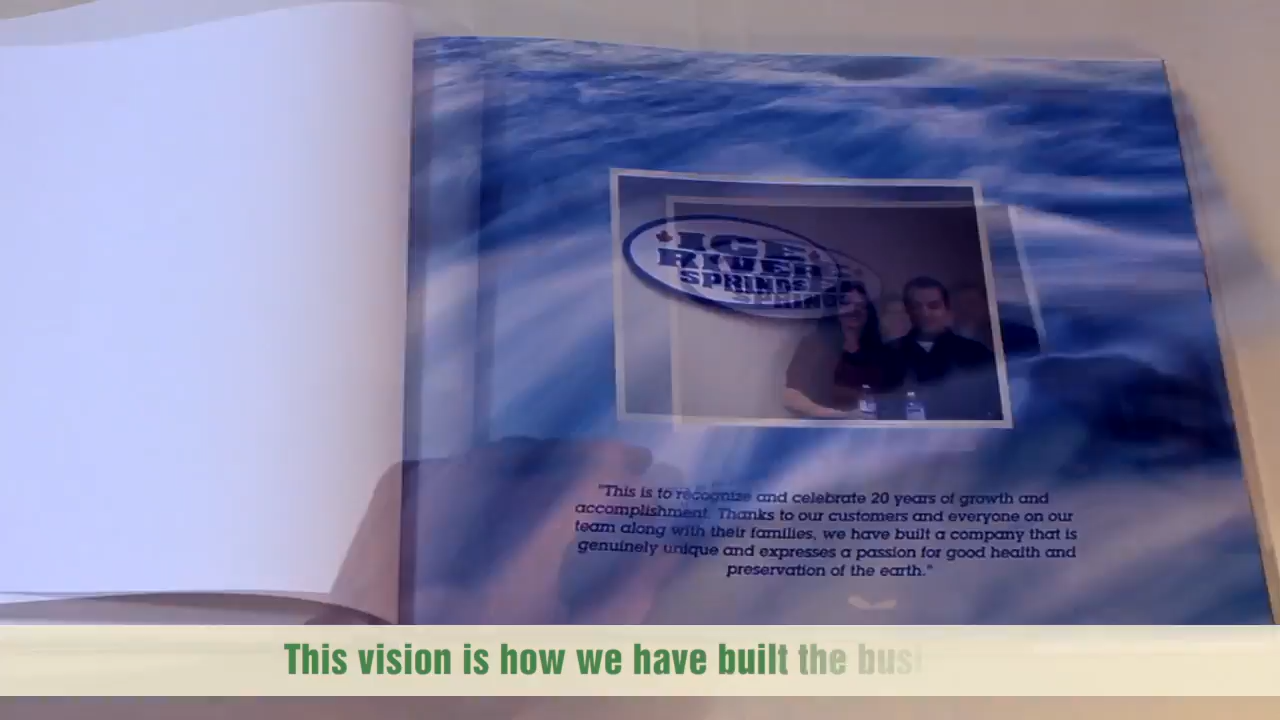 ICE
RIVER
SPRINGS
SPRINGS
"This is to recognize and celebrate 20 years of growth and
accomplishment. Thanks to our customers and everyone on our
team along with their families, we have built a company that is
genuinely unique and expresses a passion for good health and
preservation of the earth."
This vision is how we have built the busi